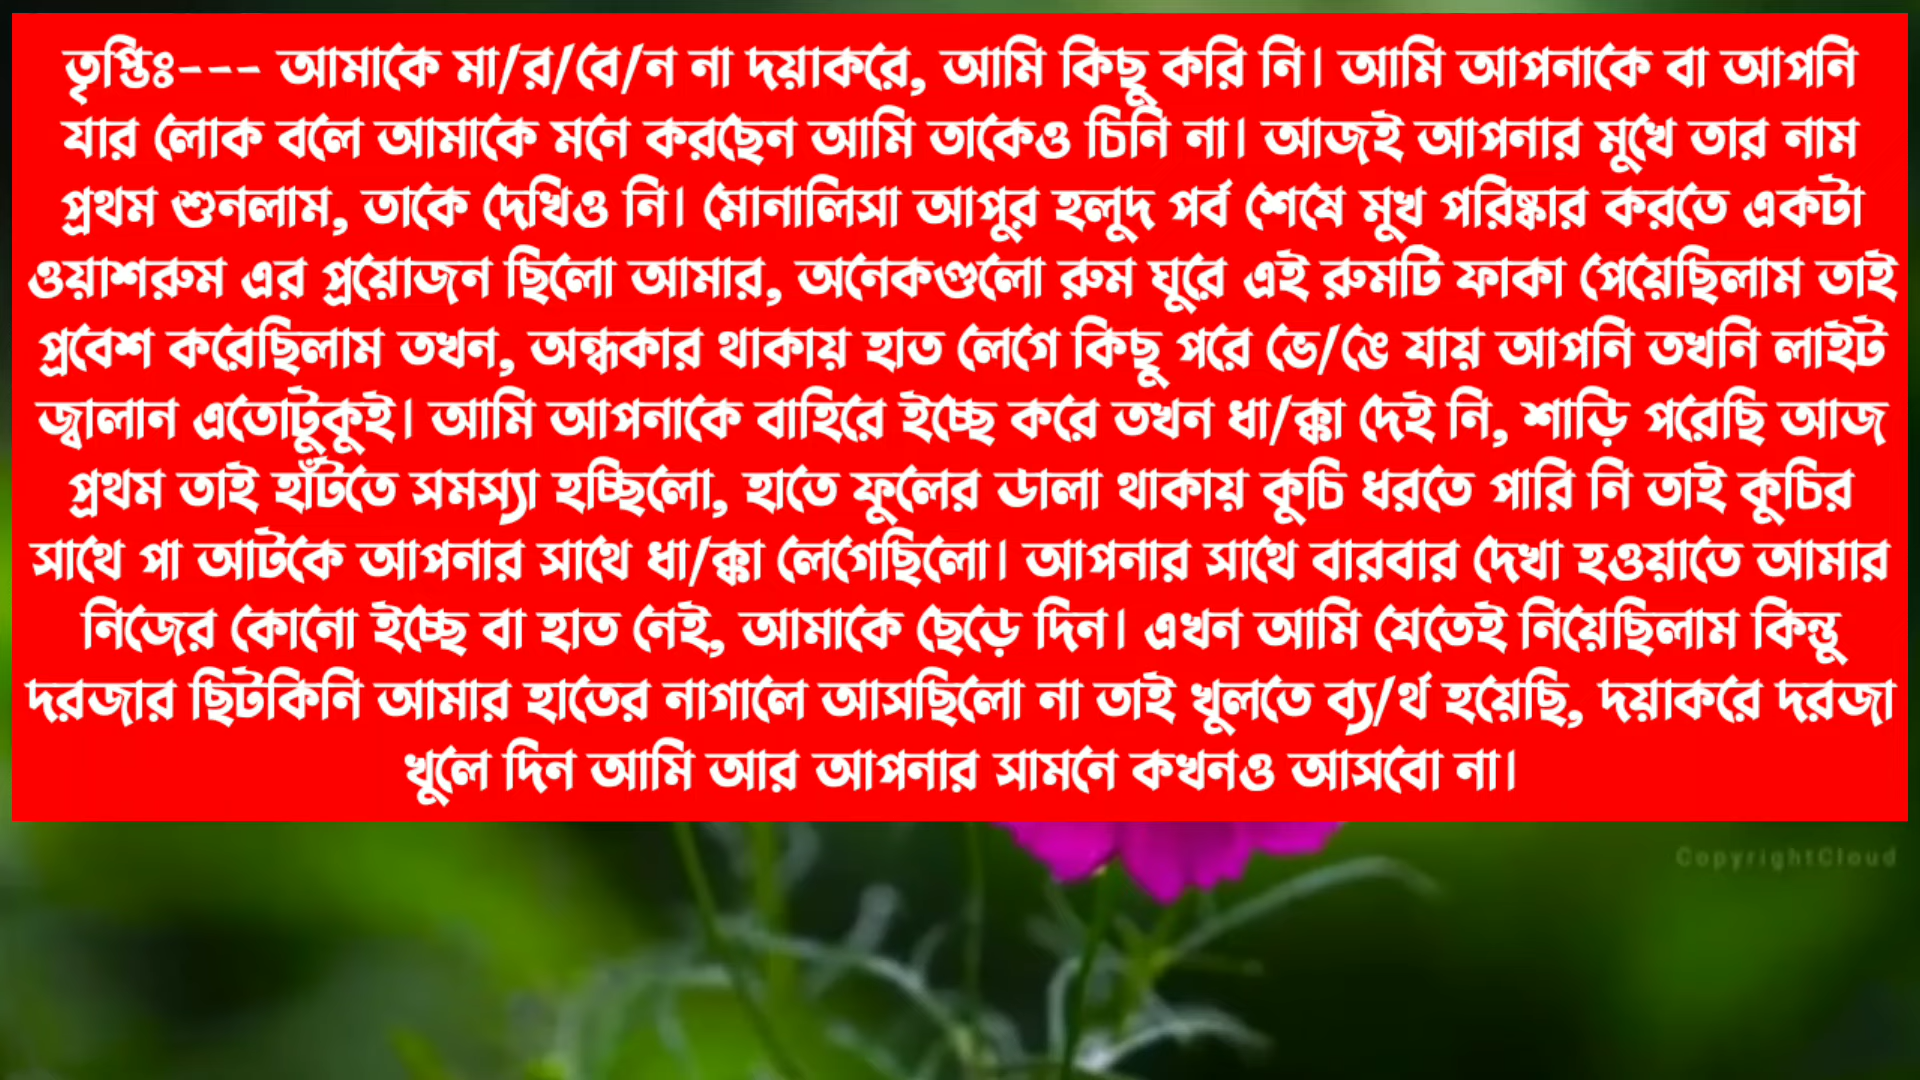 তৃপ্তিঃ--- আমাকে মা/র/বে/ন না দয়াকরে, আমি কিছু করি নি। আমি আপনাকে বা আপনি
যার লোক বলে আমাকে মনে করছেন আমি তাকেও চিনি না। আজই আপনার মুখে তার নাম
প্রথম শুনলাম, তাকে দেখিও নি। মোনালিসা আপুর হলুদ পর্ব শেষে মুখ পরিষ্কার করতে একটা
ওয়াশরুম এর প্রয়োজন ছিলো আমার, অনেকগুলো রুম ঘুরে এই রুমটি ফাকা পেয়েছিলাম তাই
প্রবেশ করেছিলাম তখন, অন্ধকার থাকায় হাত লেগে কিছু পরে ভে/ঙে যায় আপনি তখনি লাইট
জ্বালান এতোটুকুই। আমি আপনাকে বাহিরে ইচ্ছে করে তখন ধা/ক্কা দেই নি, শাড়ি পরেছি আজ
প্রথম তাই হাঁটতে সমস্যা হচ্ছিলো, হাতে ফুলের ডালা থাকায় কুচি ধরতে পারি নি তাই কুচির
সাথে পা আটকে আপনার সাথে ধা/ক্কা লেগেছিলো। আপনার সাথে বারবার দেখা হওয়াতে আমার
নিজের কোনো ইচ্ছে বা হাত নেই, আমাকে ছেড়ে দিন। এখন আমি যেতেই নিয়েছিলাম কিন্তু
দরজার ছিটকিনি আমার হাতের নাগালে আসছিলো না তাই খুলতে ব্য/র্থ হয়েছি, দয়াকরে দরজা
খুলে দিন আমি আর আপনার সামনে কখনও আসবো না।
CopyrightCloud